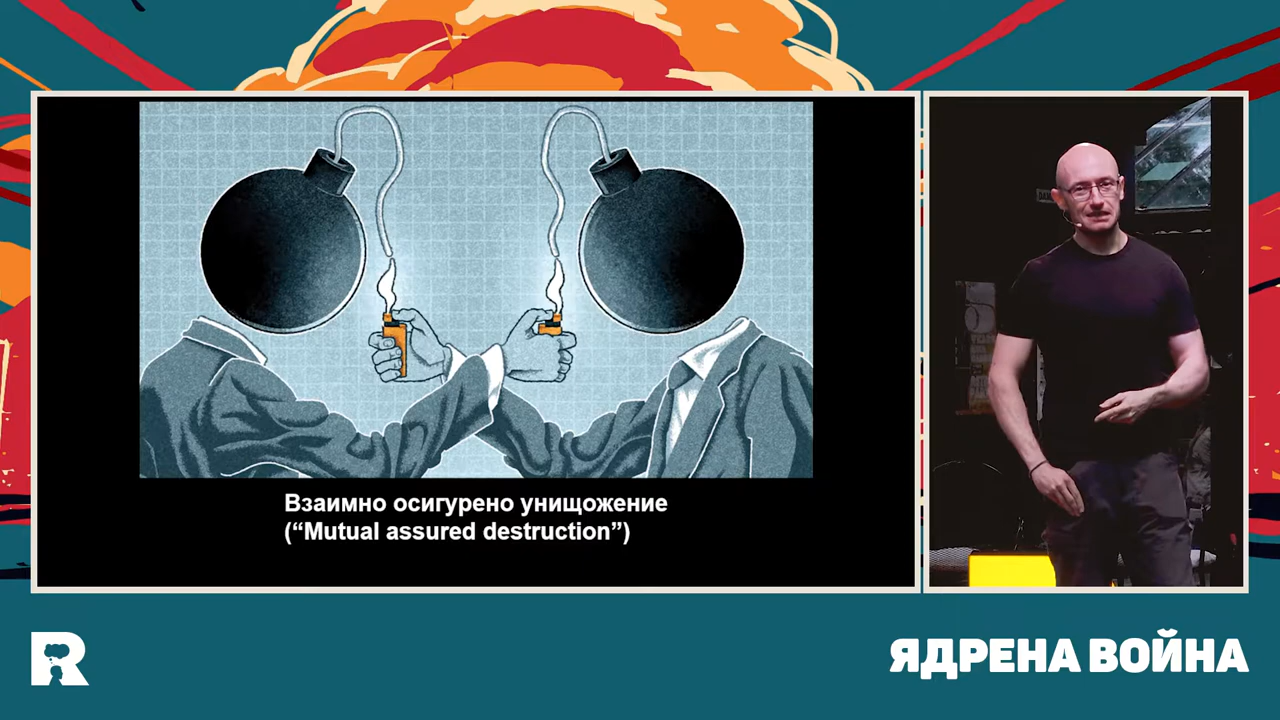 Взаимно осигурено унищожение
(“Mutual assured destruction”)
R
ЯДРЕНА ВОЙНА